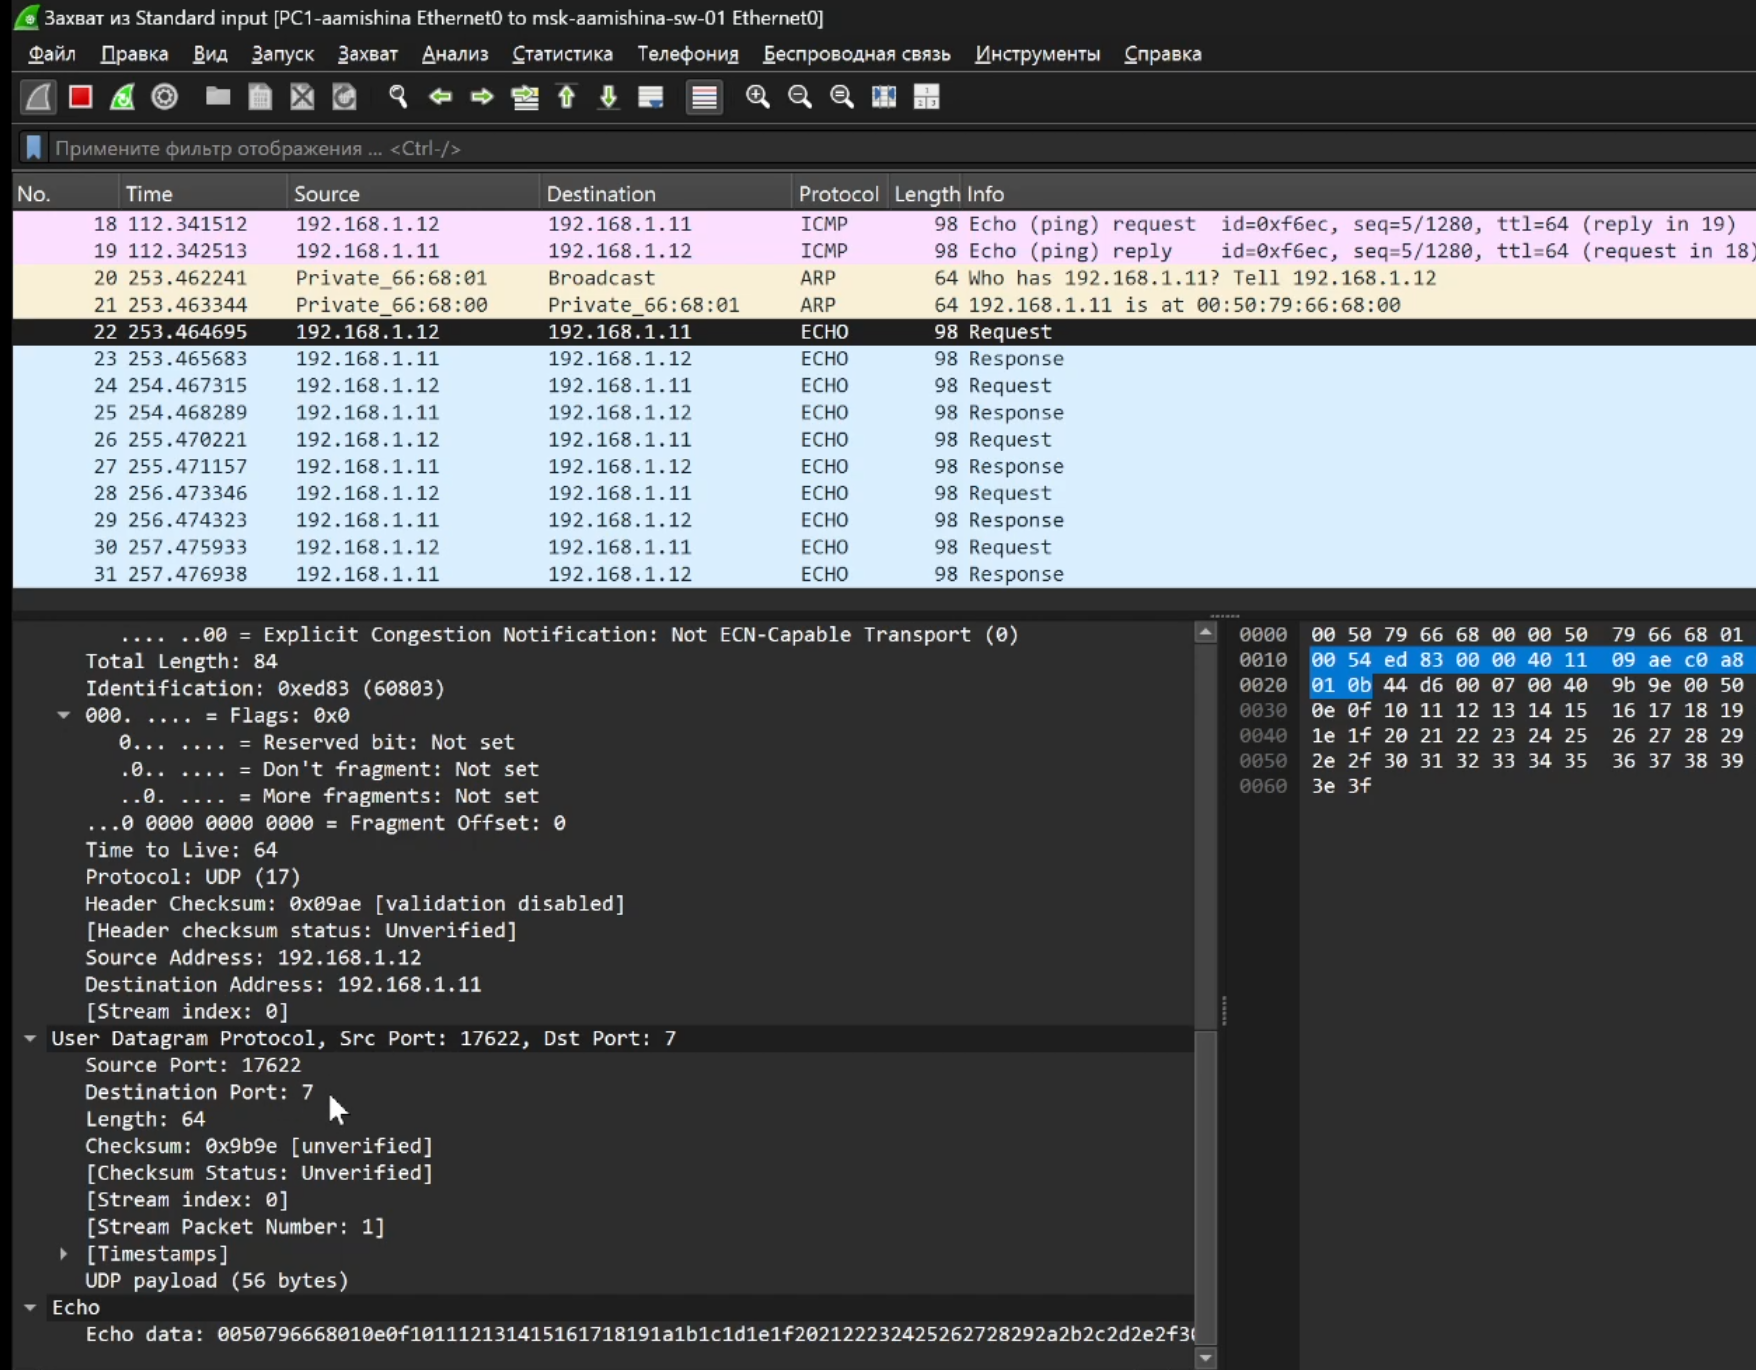 Захват из Standard input [PC1-aamishina Ethernet0 to msk-aamishina-sw-01 Ethernet0]
Файл Правка Вид Запуск Захват Анализ Статистика Телефония Беспроводная связь Инструменты Справка
Примените фильтр отображения ... <Ctrl-/>
No. Time Source Destination Protocol Length Info
18 112.341512 192.168.1.12 192.168.1.11 ICMP 98 Echo (ping) request id=0xf6ec, seq=5/1280, ttl=64 (reply in 19)
19 112.342513 192.168.1.11 192.168.1.12 ICMP 98 Echo (ping) reply id=0xf6ec, seq=5/1280, ttl=64 (request in 18)
20 253.462241 Private_66:68:01 Broadcast ARP 64 Who has 192.168.1.11? Tell 192.168.1.12
21 253.463344 Private_66:68:00 Private_66:68:01 ARP 64 192.168.1.11 is at 00:50:79:66:68:00
22 253.464695 192.168.1.12 192.168.1.11 ECHO 98 Request
23 253.465683 192.168.1.11 192.168.1.12 ECHO 98 Response
24 254.467315 192.168.1.12 192.168.1.11 ECHO 98 Request
25 254.468289 192.168.1.11 192.168.1.12 ECHO 98 Response
26 255.470221 192.168.1.12 192.168.1.11 ECHO 98 Request
27 255.471157 192.168.1.11 192.168.1.12 ECHO 98 Response
28 256.473346 192.168.1.12 192.168.1.11 ECHO 98 Request
29 256.474323 192.168.1.11 192.168.1.12 ECHO 98 Response
30 257.475933 192.168.1.12 192.168.1.11 ECHO 98 Request
31 257.476938 192.168.1.11 192.168.1.12 ECHO 98 Response
.... ..00 = Explicit Congestion Notification: Not ECN-Capable Transport (0)
Total Length: 84
Identification: 0xed83 (60803)
000. .... = Flags: 0x0
0... .... = Reserved bit: Not set
.0.. .... = Don't fragment: Not set
..0. .... = More fragments: Not set
...0 0000 0000 0000 = Fragment Offset: 0
Time to Live: 64
Protocol: UDP (17)
Header Checksum: 0x09ae [validation disabled]
[Header checksum status: Unverified]
Source Address: 192.168.1.12
Destination Address: 192.168.1.11
[Stream index: 0]
User Datagram Protocol, Src Port: 17622, Dst Port: 7
Source Port: 17622
Destination Port: 7
Length: 64
Checksum: 0x9b9e [unverified]
[Checksum Status: Unverified]
[Stream index: 0]
[Stream Packet Number: 1]
[Timestamps]
UDP payload (56 bytes)
Echo
Echo data: 0050796668010e0f101112131415161718191a1b1c1d1e1f202122232425262728292a2b2c2d2e2f30
0000 00 50 79 66 68 00 00 50 79 66 68 01
0010 00 54 ed 83 00 00 40 11 09 ae c0 a8
0020 01 0b 44 d6 00 07 00 40 9b 9e 00 50
0030 0e 0f 10 11 12 13 14 15 16 17 18 19
0040 1e 1f 20 21 22 23 24 25 26 27 28 29
0050 2e 2f 30 31 32 33 34 35 36 37 38 39
0060 3e 3f